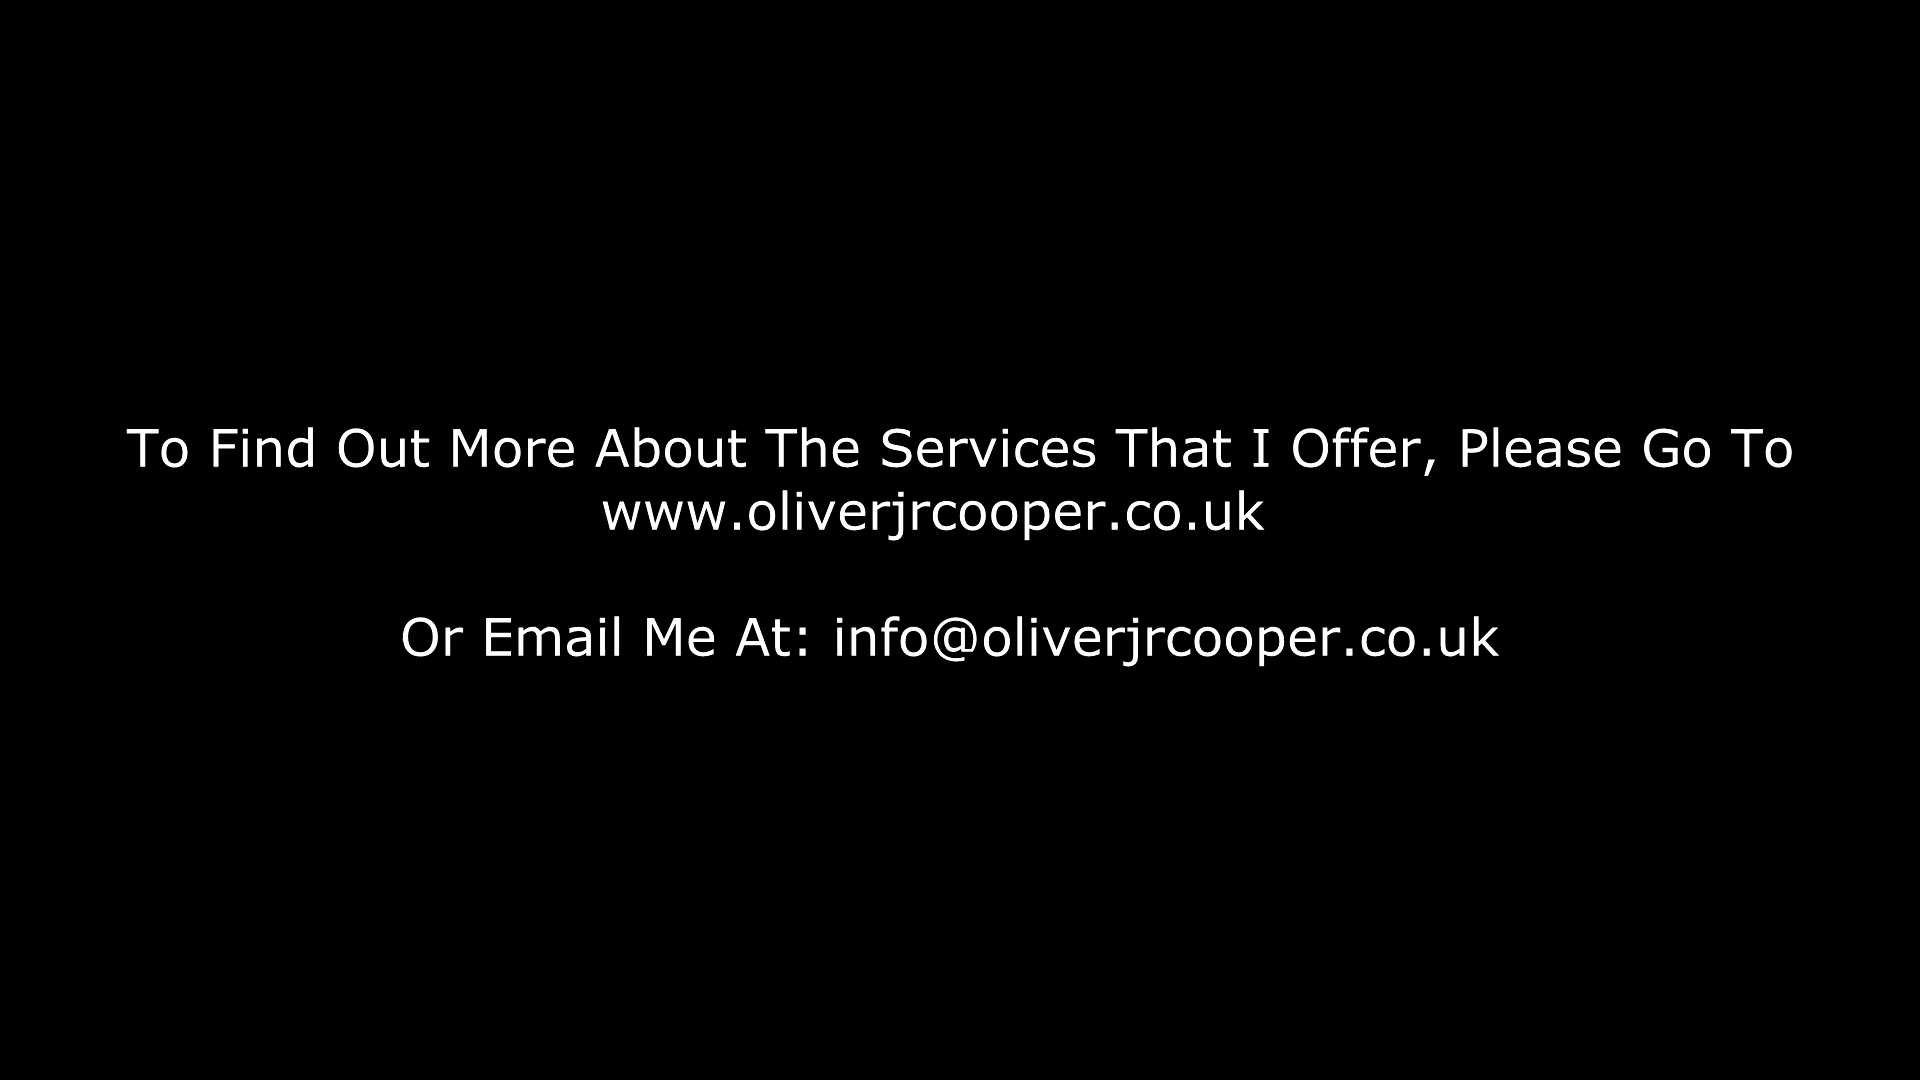 To Find Out More About The Services That I Offer, Please Go To
www.oliverjrcooper.co.uk
Or Email Me At: info@oliverjrcooper.co.uk